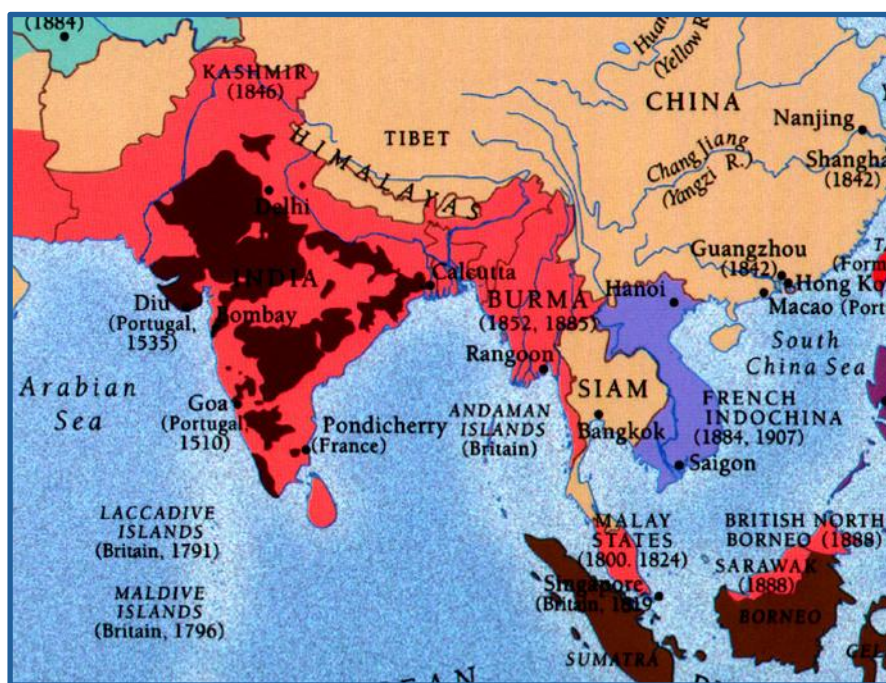 (1884)
KASHMIR
(1846)
HIMALAYAS
TIBET
(Yellow R.
CHINA
Nanjing
Chang Jiang
(Yangzi R.)
Shangha
(1842)
Delhi
INDIA
Calcutta
Diu
(Portugal,
1535)
Bombay
BURMA
(1852, 1885)
Rangoon
Hanoi
Guangzhou
(1842)
Hong Ko
Macao (Port
(Form
South
China Sea
Arabian
Sea
Goa
(Portugal,
1510)
Pondicherry
(France)
ANDAMAN
ISLANDS
(Britain)
SIAM
Bangkok
FRENCH
INDOCHINA
(1884, 1907)
Saigon
LACCADIVE
ISLANDS
(Britain, 1791)
MALDIVE
ISLANDS
(Britain, 1796)
MALAY
STATES
(1800. 1824)
Singapore
(Britain, 1819
BRITISH NORTH
BORNEO (1888)
SARAWAK
(1888)
BORNEO
SUMATRA